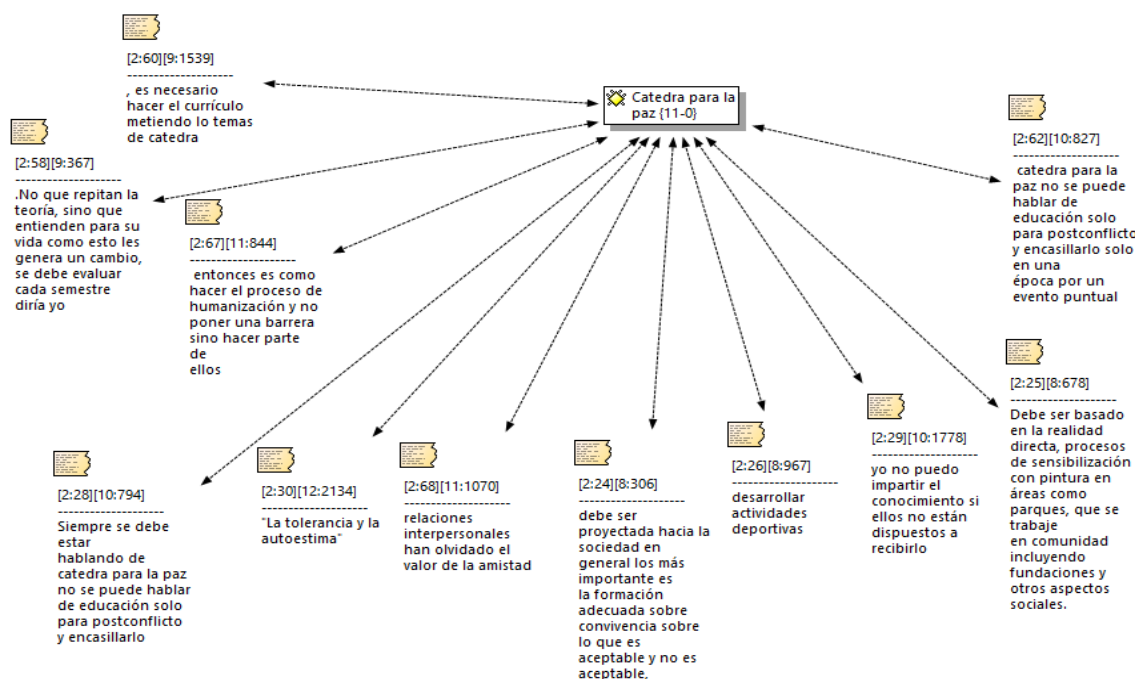 [2:60][9:1539]
--------------------
, es necesario
hacer el currículo
metiendo lo temas
de catedra
Catedra para la
paz {11-0}
[2:62][10:827]
--------------------
catedra para la
paz no se puede
hablar de
educación solo
para postconflicto
y encasillarlo solo
en una
época por un
evento puntual
[2:58][9:367]
--------------------
.No que repitan la
teoría, sino que
entienden para su
vida como esto les
genera un cambio,
se debe evaluar
cada semestre
diría yo
[2:67][11:844]
--------------------
entonces es como
hacer el proceso de
humanización y no
poner una barrera
sino hacer parte
de
ellos
[2:28][10:794]
--------------------
Siempre se debe
estar
hablando de
catedra para la paz
no se puede hablar
de educación solo
para postconflicto
y encasillarlo
[2:30][12:2134]
--------------------
"La tolerancia y la
autoestima"
[2:68][11:1070]
--------------------
relaciones
interpersonales
han olvidado el
valor de la amistad
[2:24][8:306]
--------------------
debe ser
proyectada hacia la
sociedad en
general los más
importante es
la formación
adecuada sobre
convivencia sobre
lo que es
aceptable y no es
aceptable,
[2:26][8:967]
--------------------
desarrollar
actividades
deportivas
[2:29][10:1778]
--------------------
yo no puedo
impartir el
conocimiento si
ellos no están
dispuestos a
recibirlo
[2:25][8:678]
--------------------
Debe ser basado
en la realidad
directa, procesos
de sensibilización
con pintura en
áreas como
parques, que se
trabaje
en comunidad
incluyendo
fundaciones y
otros aspectos
sociales.